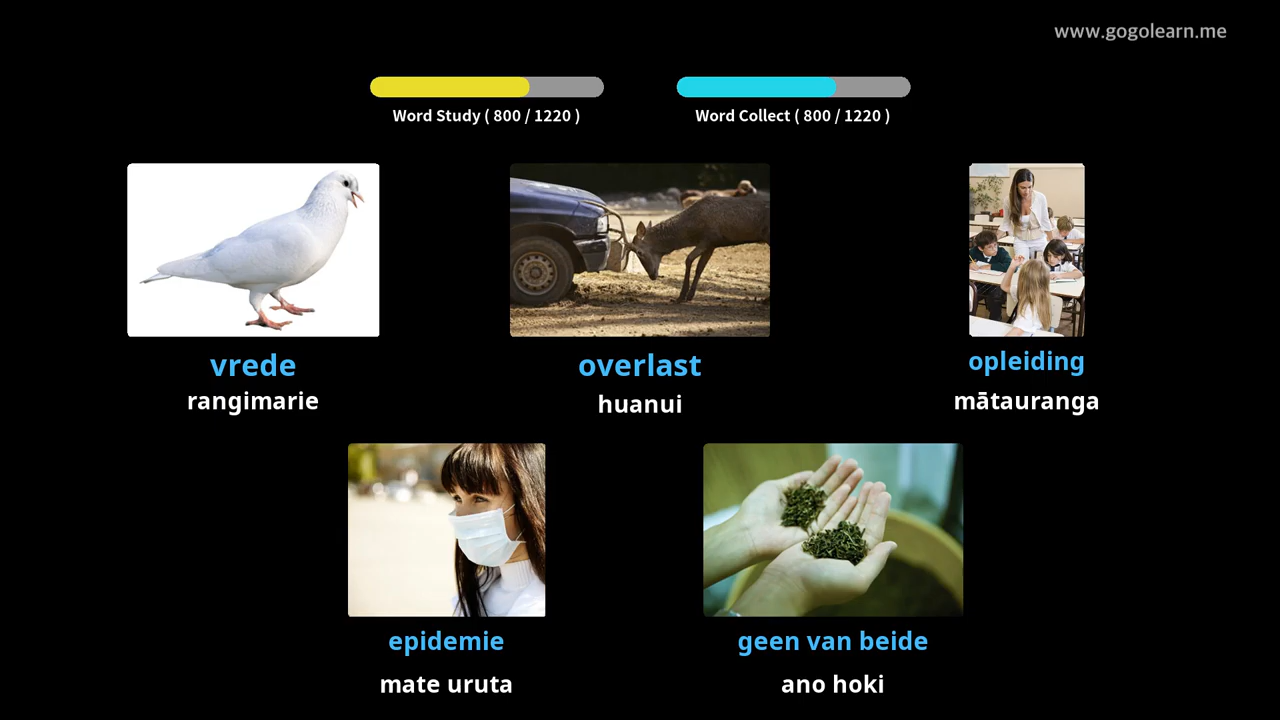 www.gogolearn.me
Word Study ( 800 / 1220 )
Word Collect ( 800 / 1220 )
vrede
rangimarie
overlast
huanui
opleiding
mātauranga
epidemie
mate uruta
geen van beide
ano hoki